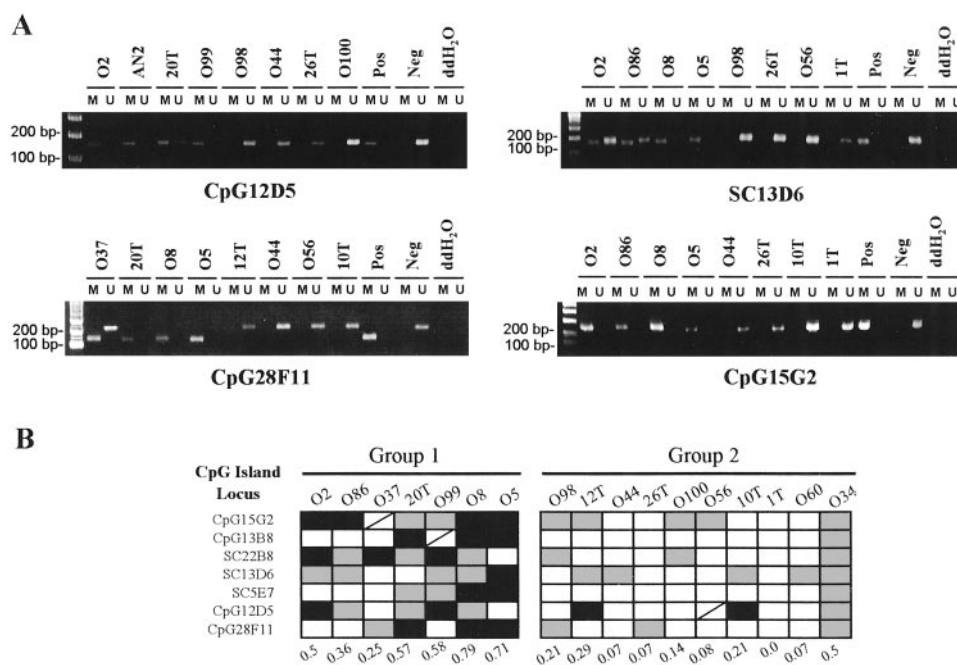 A
O2 AN2 20T O99 O98 O44 26T O100 Pos Neg ddH2O
M U M U M U M U M U M U M U M U M U M U M U
200 bp-
100 bp-
CpG12D5
O2 O86 O8 O5 O98 26T O56 1T Pos Neg ddH2O
M U M U M U M U M U M U M U M U M U M U M U
200 bp-
100 bp-
SC13D6
O37 20T O8 O5 12T O44 O56 10T Pos Neg ddH2O
M U M U M U M U M U M U M U M U M U M U M U
200 bp-
100 bp-
CpG28F11
O2 O86 O8 O5 O44 26T 10T 1T Pos Neg ddH2O
M U M U M U M U M U M U M U M U M U M U M U
200 bp-
100 bp-
CpG15G2
B
Group 1 Group 2
CpG Island
Locus
O2 O86 O37 20T O99 O8 O5 O98 12T O44 26T O100 O56 10T 1T O60 O34
CpG15G2
CpG13B8
SC22B8
SC13D6
SC5E7
CpG12D5
CpG28F11
0.5 0.36 0.25 0.57 0.58 0.79 0.71 0.21 0.29 0.07 0.07 0.14 0.08 0.21 0.0 0.07 0.5